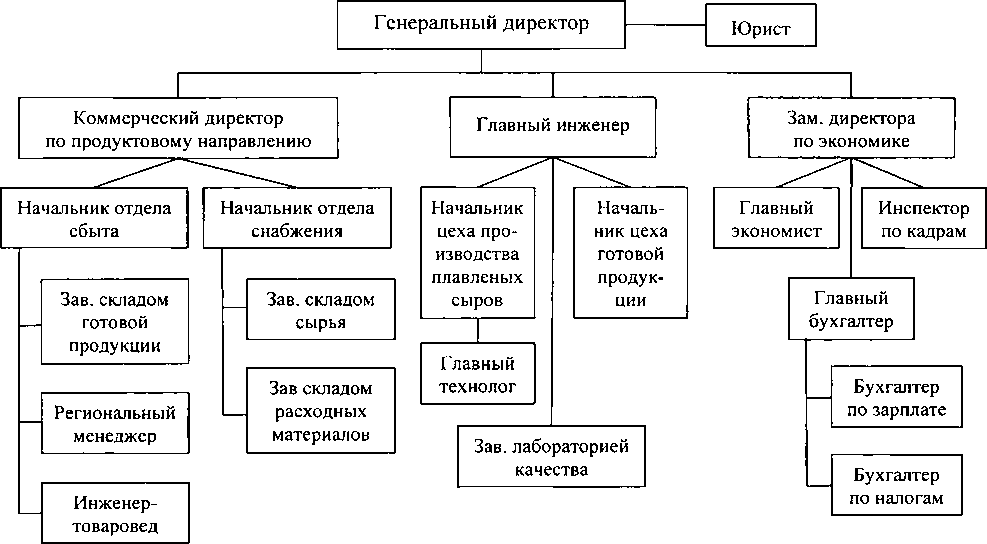 Генеральный директор
Юрист
Коммерческий директор
по продуктовому направлению
Главный инженер
Зам. директора
по экономике
Начальник отдела
сбыта
Начальник отдела
снабжения
Начальник
цеха про-
изводства
плавленых
сыров
Началь-
ник цеха
готовой
продук-
ции
Главный
экономист
Инспектор
по кадрам
Зав. складом
готовой
продукции
Зав. складом
сырья
Главный
бухгалтер
Главный
технолог
Региональный
менеджер
Зав складом
расходных
материалов
Зав. лабораторией
качества
Бухгалтер
по зарплате
Инженер-
товаровед
Бухгалтер
по налогам